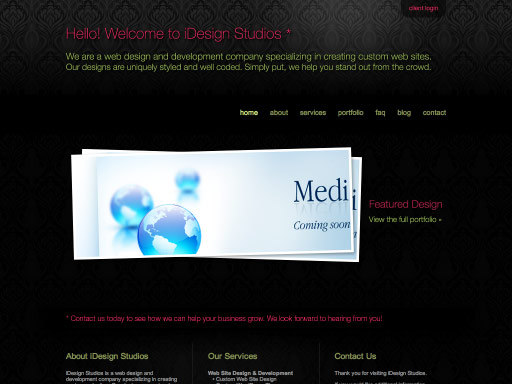 client login
Hello! Welcome to iDesign Studios *
We are a web design and development company specializing in creating custom web sites.
Our designs are uniquely styled and well coded. Simply put, we help you stand out from the crowd.
home about services portfolio faq blog contact
Medi
Coming soon
Featured Design
View the full portfolio »
* Contact us today to see how we can help your business grow. We look forward to hearing from you!
About iDesign Studios
iDesign Studios is a web design and
development company specializing in creating
Our Services
Web Site Design & Development
• Custom Web Site Design
Contact Us
Thank you for visiting iDesign Studios.